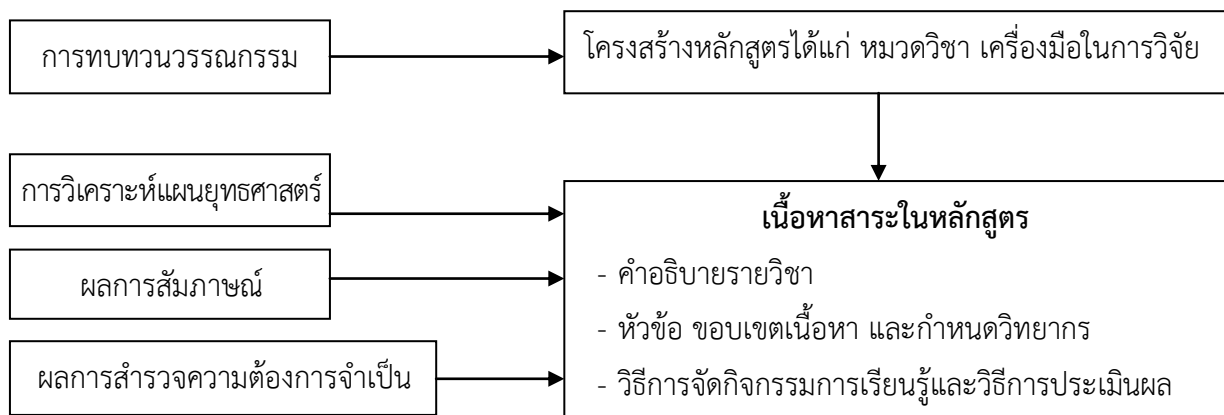 การทบทวนวรรณกรรม
โครงสร้างหลักสูตรได้แก่ หมวดวิชา เครื่องมือในการวิจัย
การวิเคราะห์แผนยุทธศาสตร์
ผลการสัมภาษณ์
ผลการสำรวจความต้องการจำเป็น
เนื้อหาสาระในหลักสูตร
- คำอธิบายรายวิชา
- หัวข้อ ขอบเขตเนื้อหา และกำหนดวิทยากร
- วิธีการจัดกิจกรรมการเรียนรู้และวิธีการประเมินผล